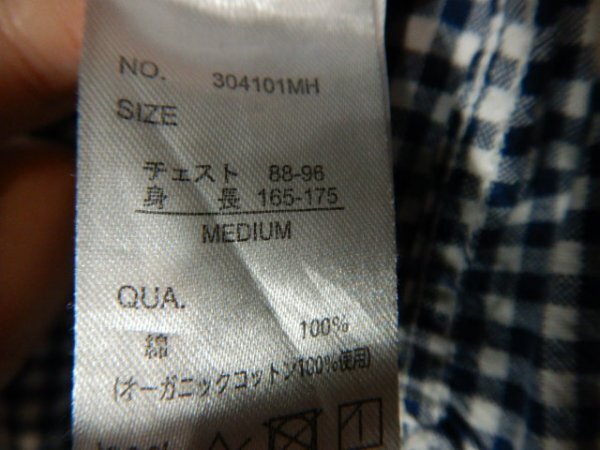 NO. 304101MH
SIZE
チェスト 88-96
身 長 165-175
MEDIUM
QUA.
綿 100%
(オーガニックコットン100%使用)